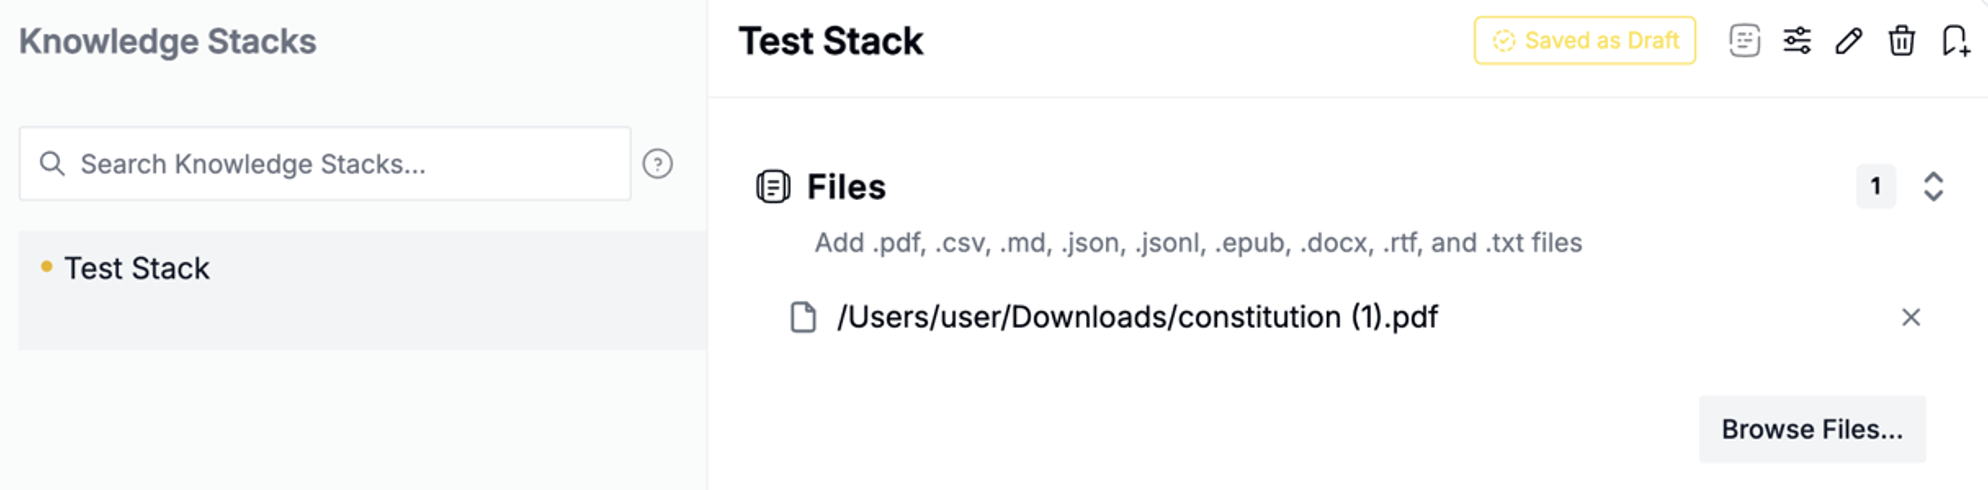 Knowledge Stacks
Search Knowledge Stacks...
?
Test Stack
Test Stack
Saved as Draft
Files
1
Add .pdf, .csv, .md, .json, .jsonl, .epub, .docx, .rtf, and .txt files
/Users/user/Downloads/constitution (1).pdf
Browse Files...